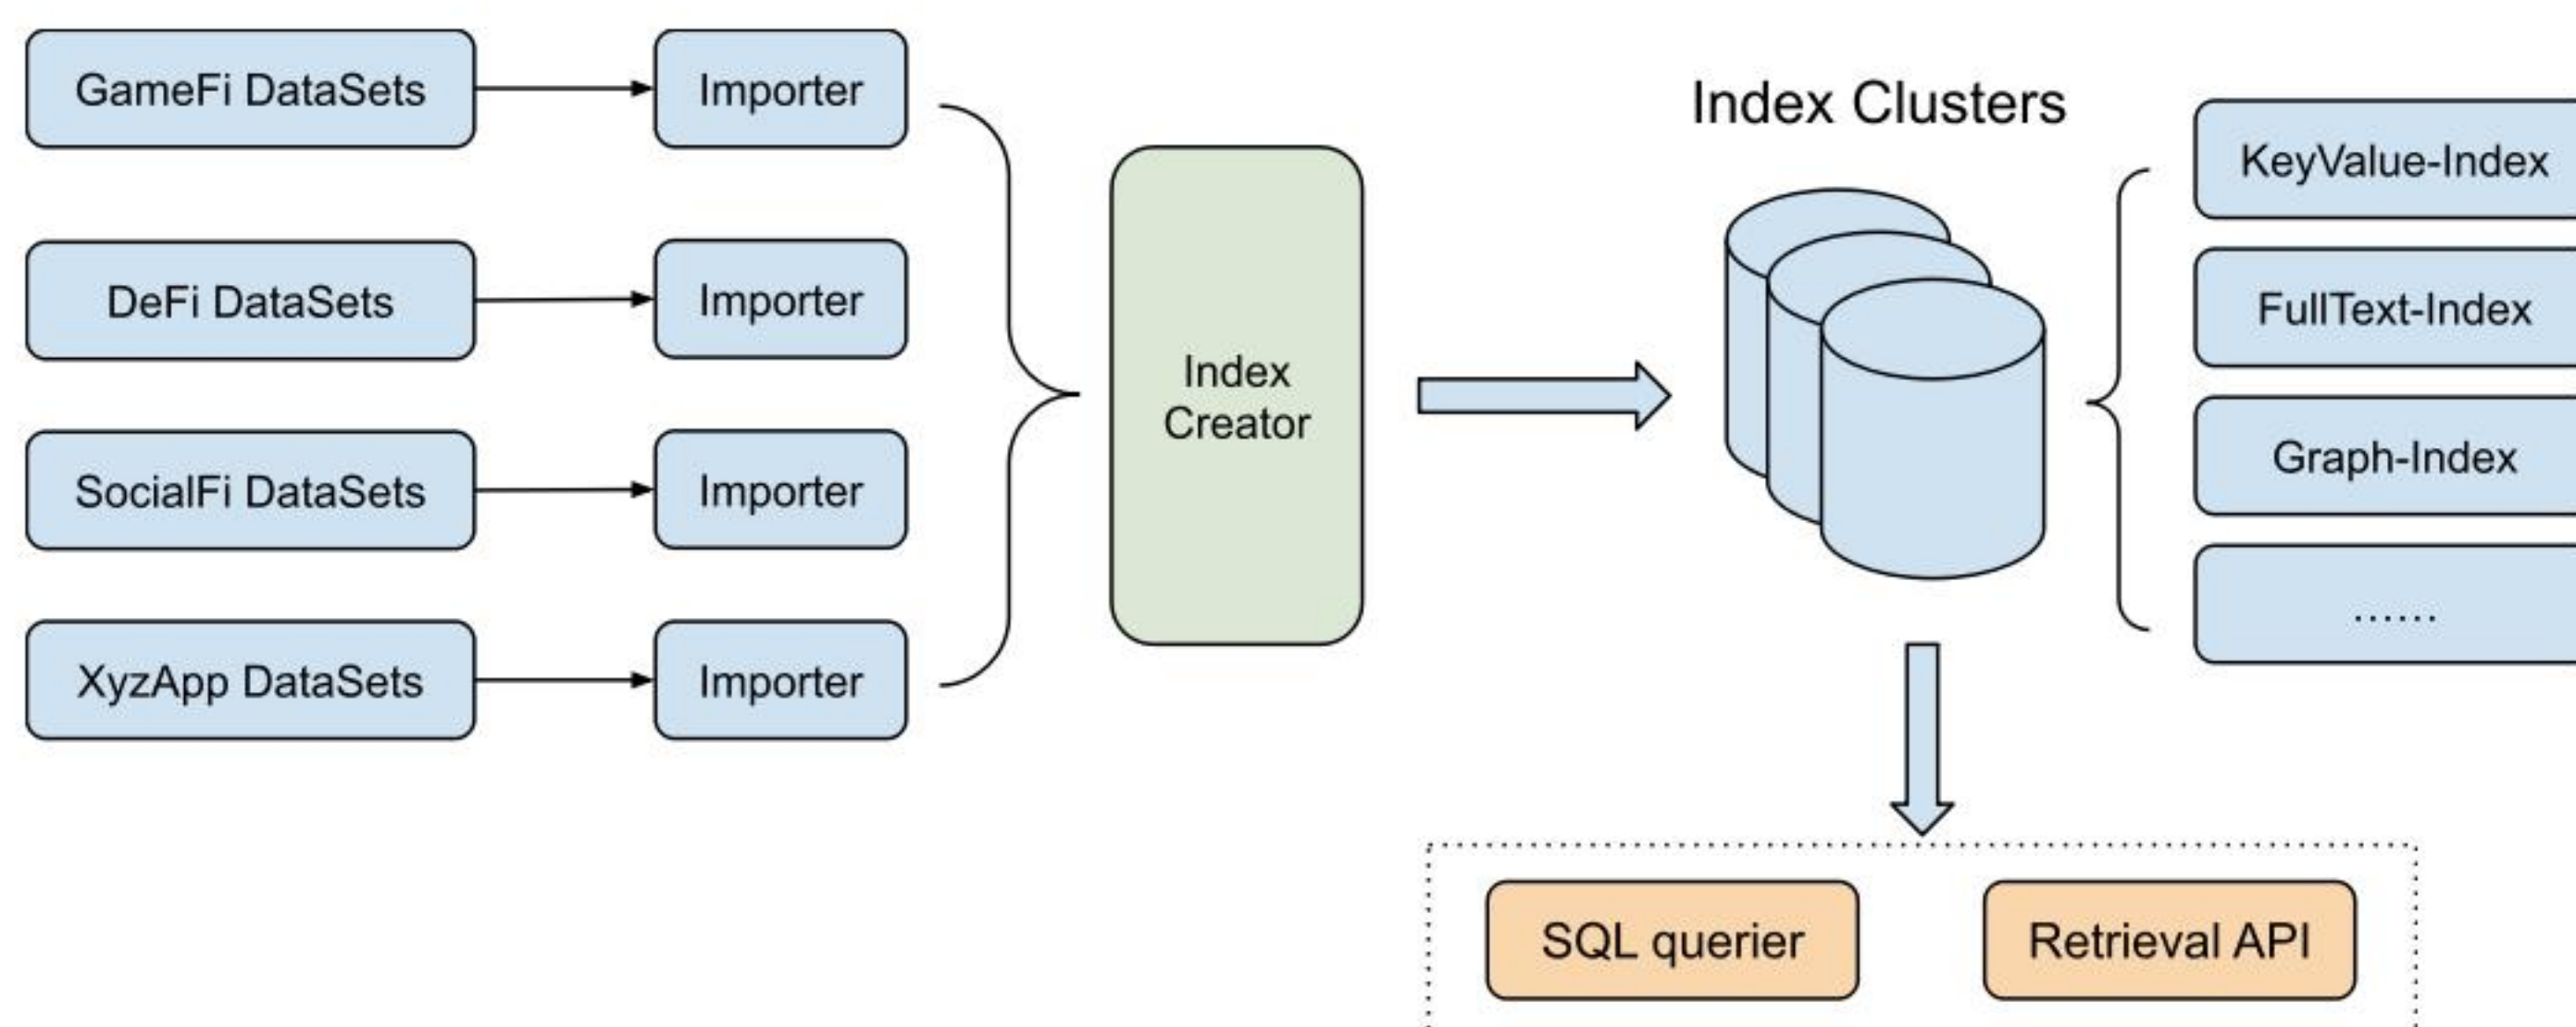 GameFi DataSets
Importer
DeFi DataSets
Importer
SocialFi DataSets
Importer
XyzApp DataSets
Importer
Index
Creator
Index Clusters
KeyValue-Index
FullText-Index
Graph-Index
......
SQL querier
Retrieval API